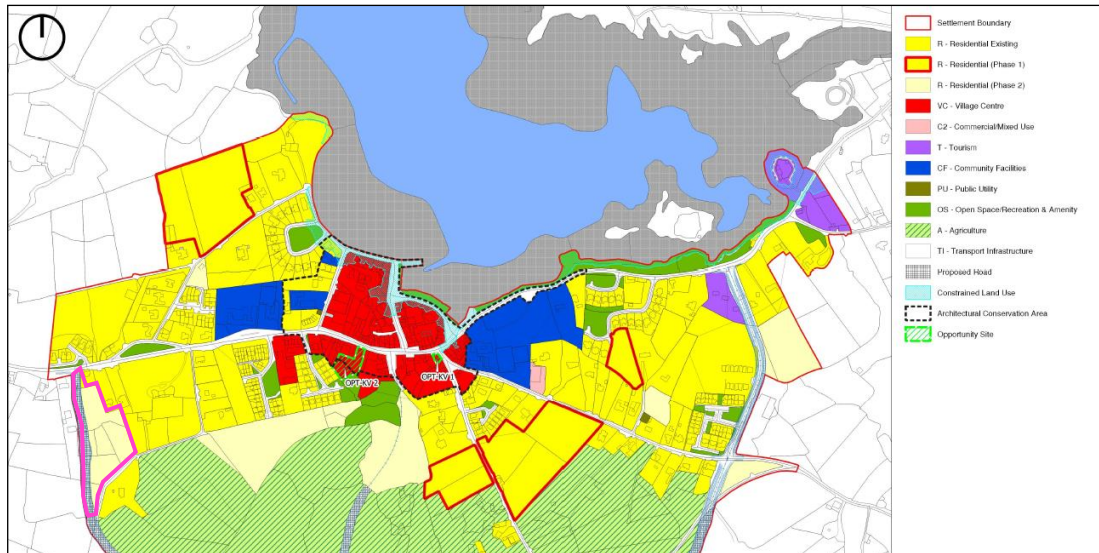 Settlement Boundary
R - Residential Existing
R - Residential (Phase 1)
R - Residential (Phase 2)
VC - Village Centre
C2 - Commercial/Mixed Use
T - Tourism
CF - Community Facilities
PU - Public Utility
OS - Open Space/Recreation & Amenity
A - Agriculture
TI - Transport Infrastructure
Proposed Road
Constrained Land Use
Architectural Conservation Area
Opportunity Site
OPT-KV 2
OPT-KV 1